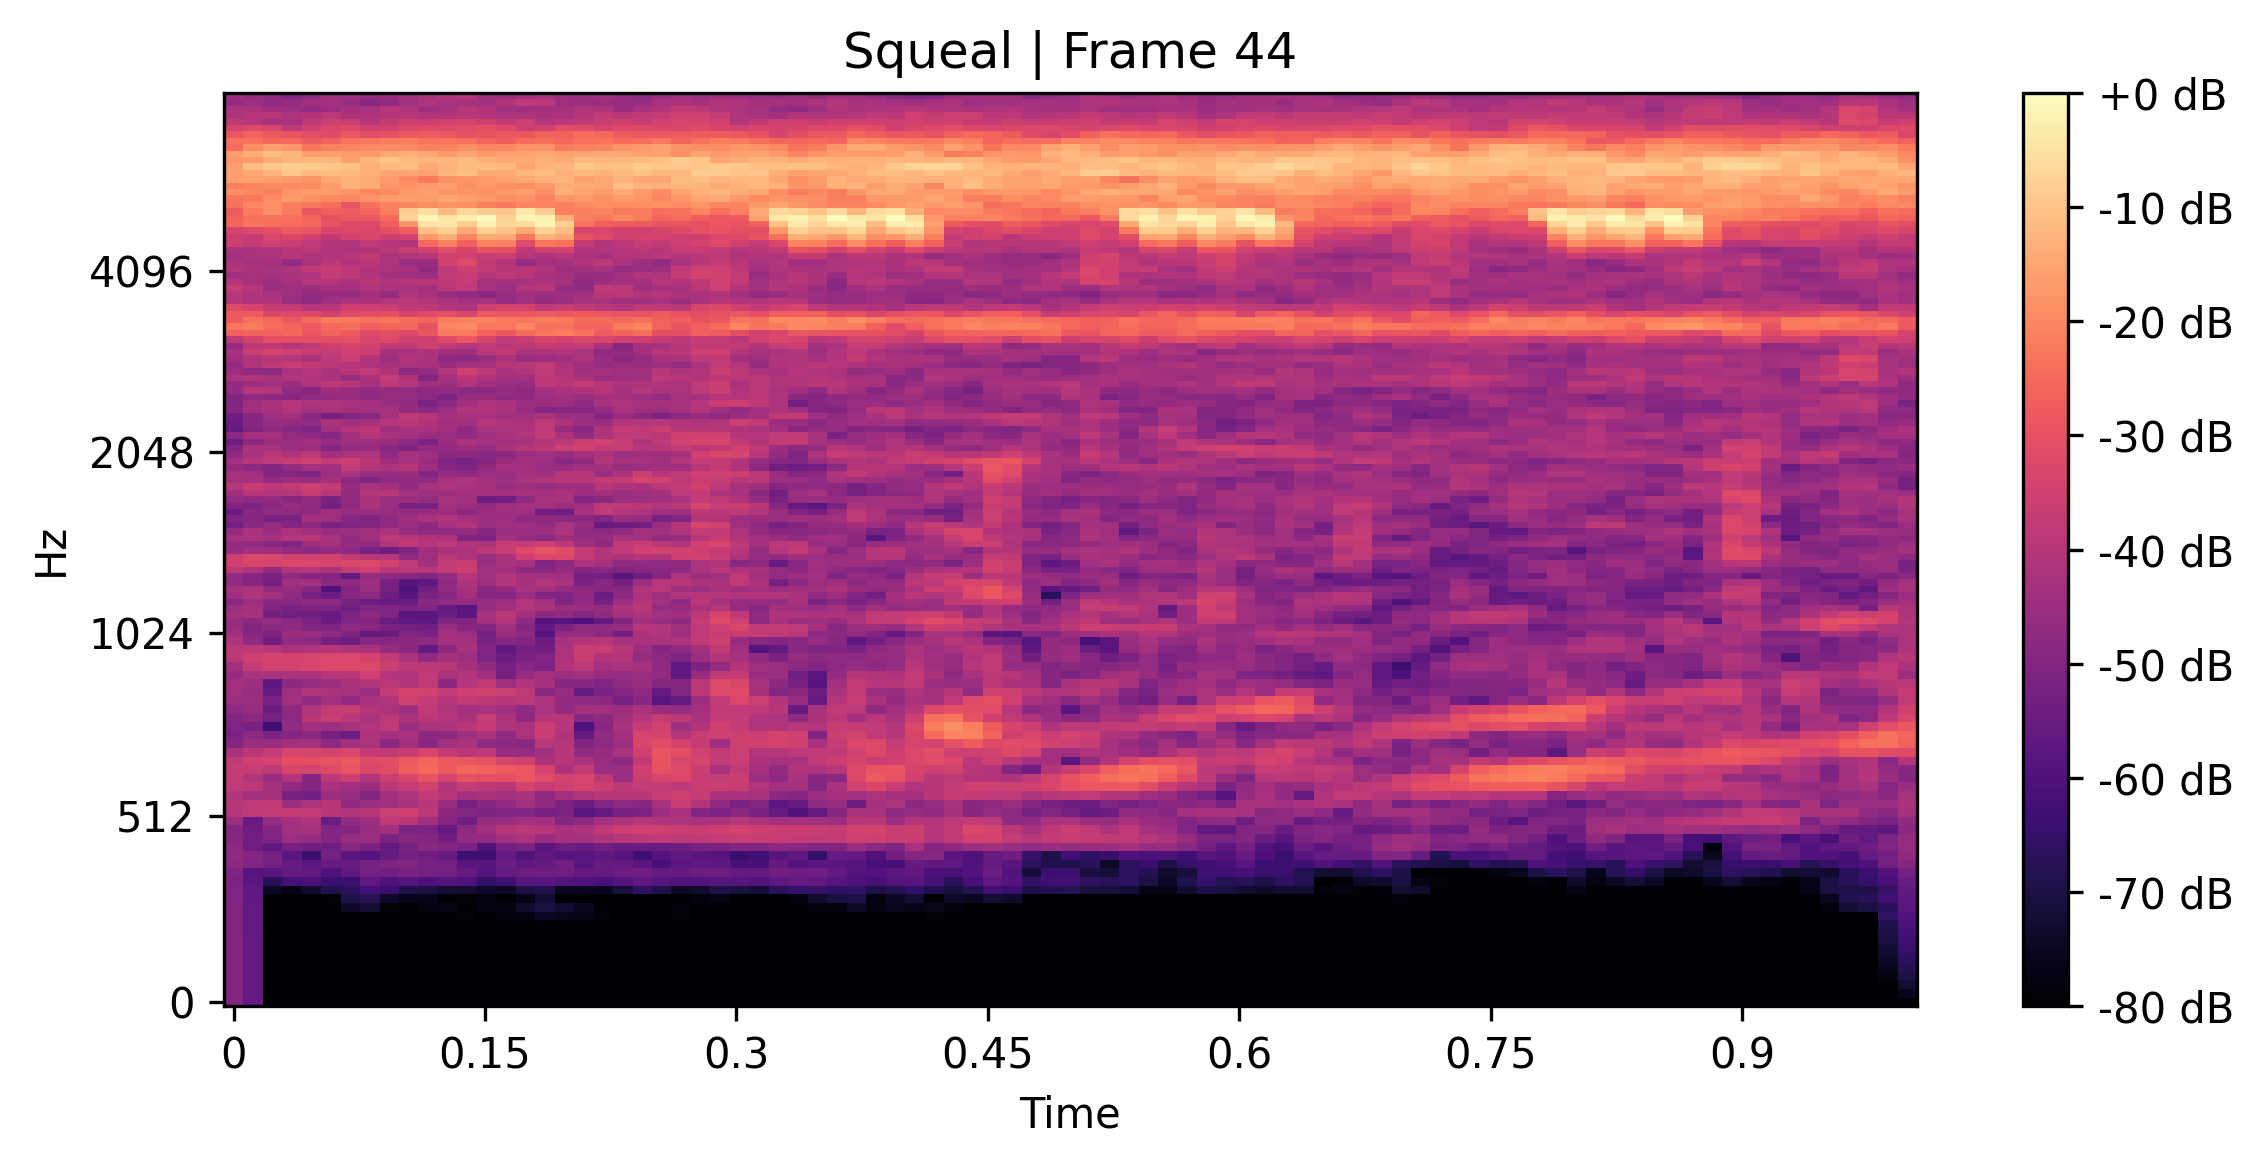 Squeal | Frame 44
Hz
4096
2048
1024
512
0
0
0.15
0.3
0.45
0.6
0.75
0.9
Time
+0 dB
-10 dB
-20 dB
-30 dB
-40 dB
-50 dB
-60 dB
-70 dB
-80 dB